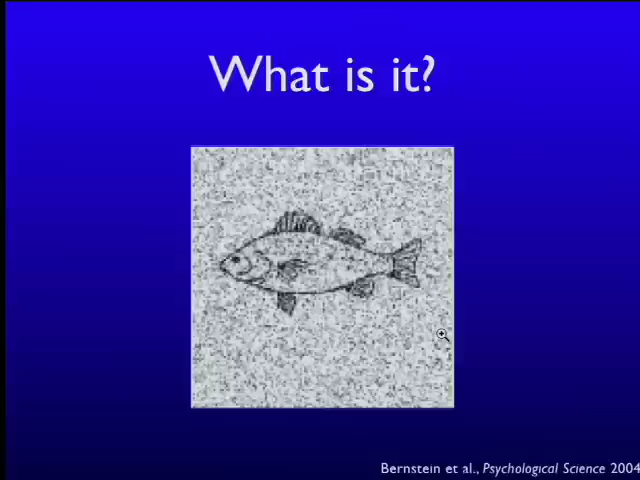 What is it?
Bernstein et al., Psychological Science 2004